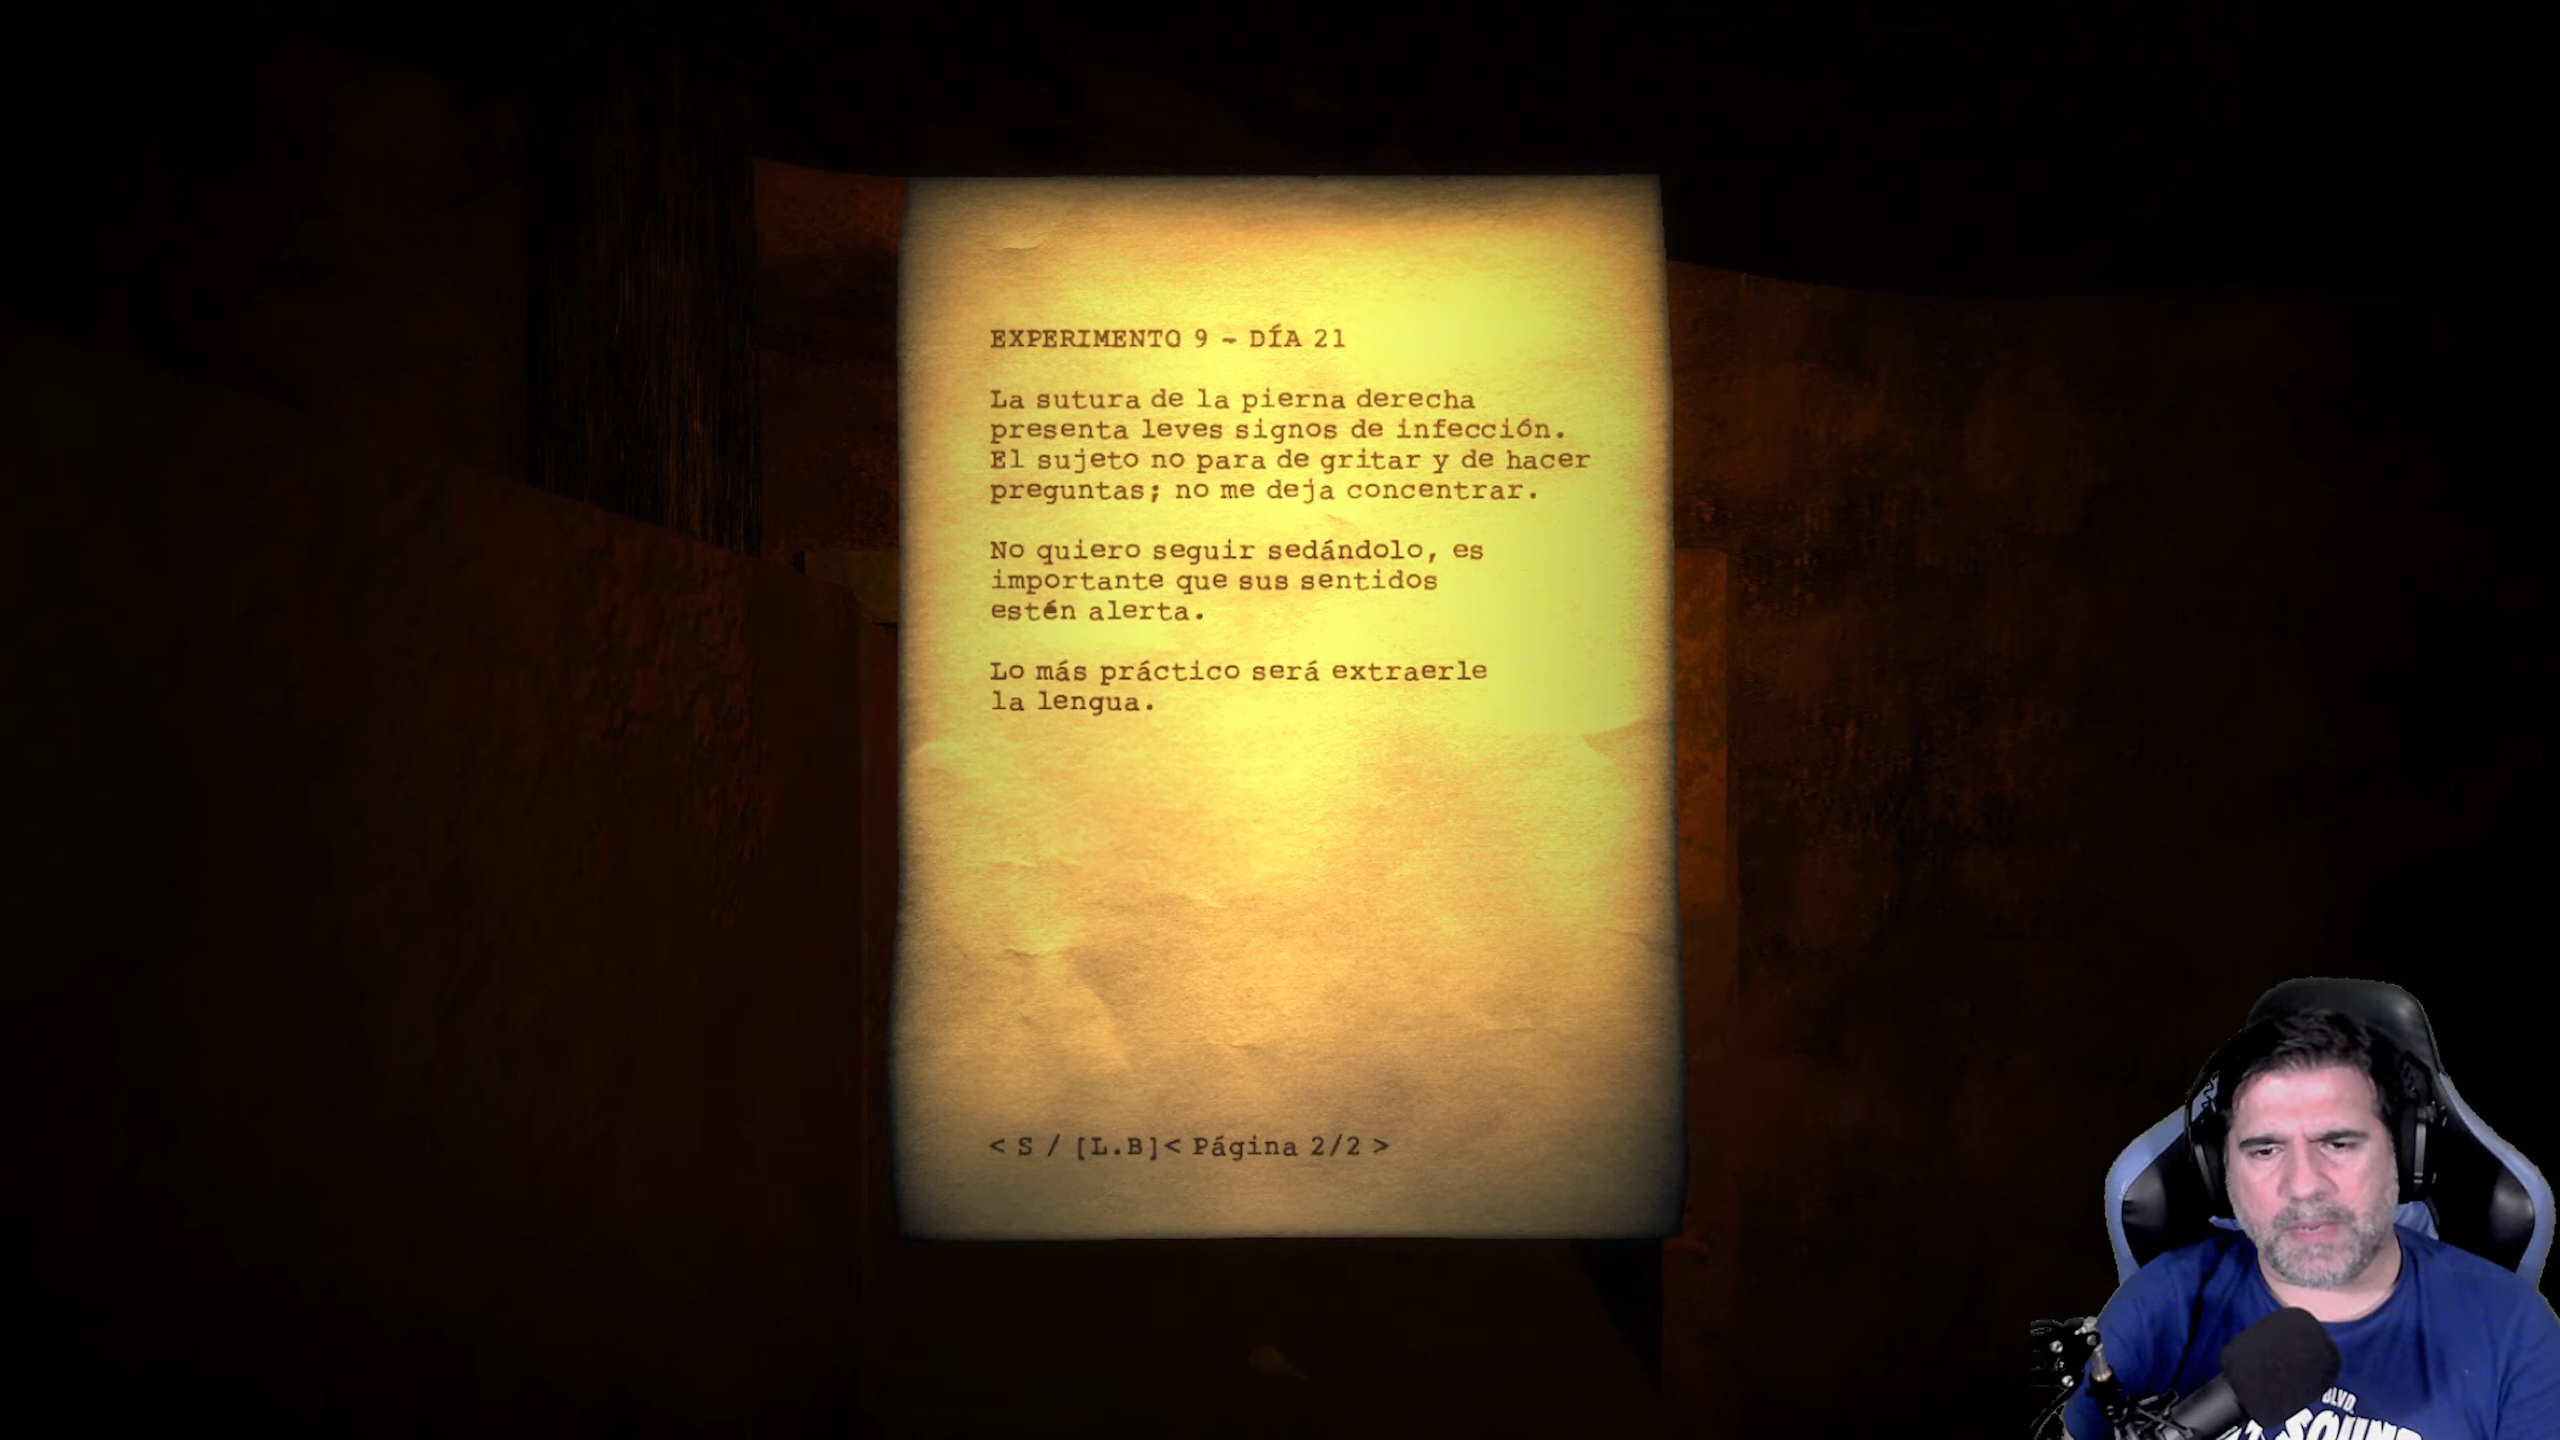 EXPERIMENTO 9 ~ DÍA 21
La sutura de la pierna derecha
presenta leves signos de infección.
El sujeto no para de gritar y de hacer
preguntas; no me deja concentrar.
No quiero seguir sedándolo, es
importante que sus sentidos
estén alerta.
Lo más práctico será extraerle
la lengua.
< S / [L.B]< Página 2/2 >
BLVD.